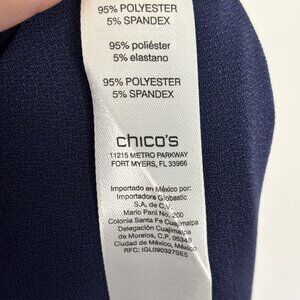 95% POLYESTER
5% SPANDEX
95% poliéster
5% elastano
95% POLYESTER
5% SPANDEX
chico's
11215 METRO PARKWAY
FORT MYERS, FL 33966
Importado en México por:
Importadora Globastic
S.A. de C.V
Mario Pani No. 200
Colonia Santa Fe Cuajimalpa
Delegación Cuajimalpa
de Morelos, C.P. 05348
Ciudad de México, México
RFC: IGL090327SE5